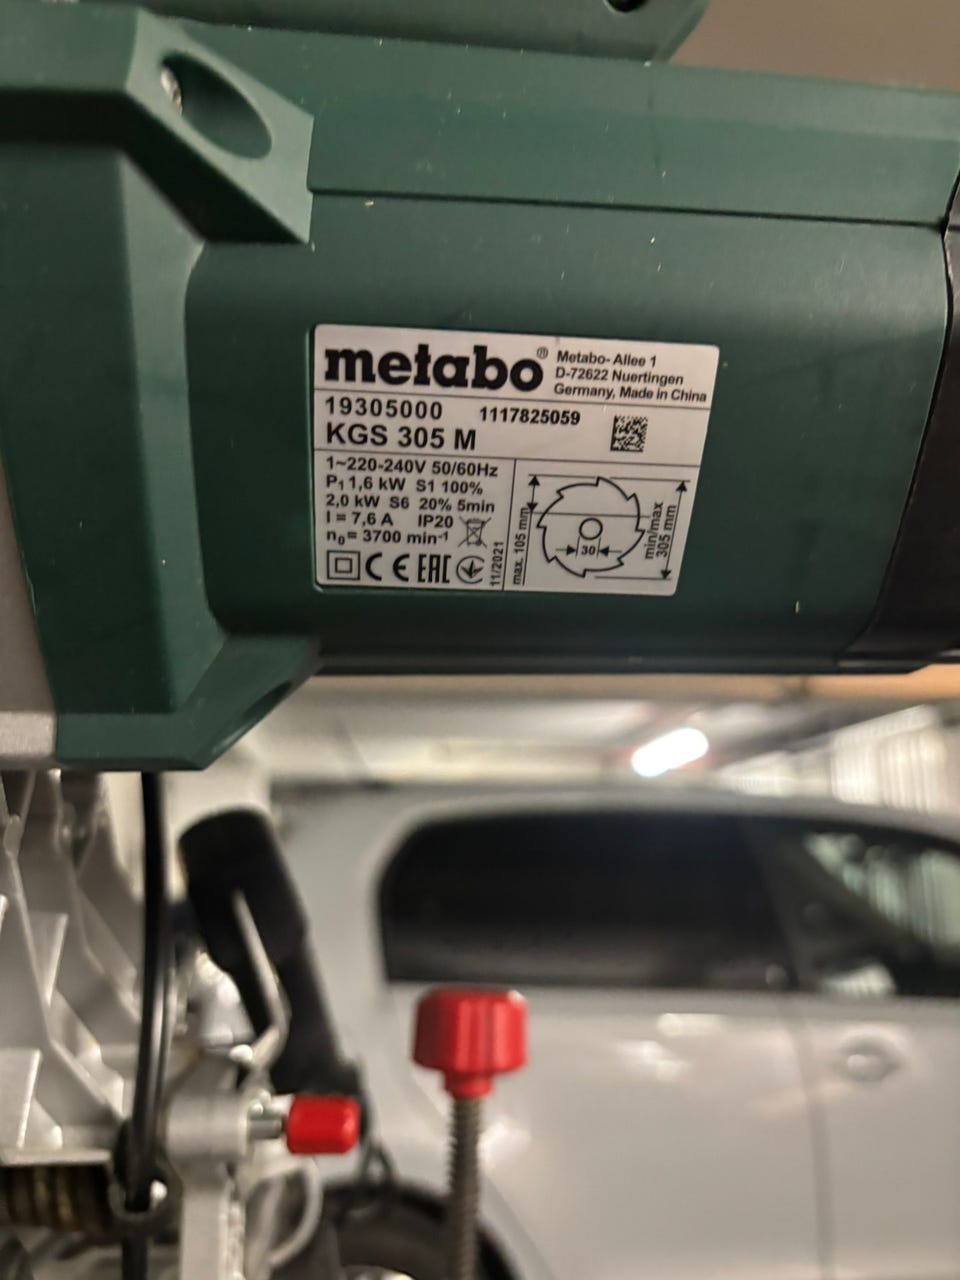 metabo®
Metabo-Allee 1
D-72622 Nuertingen
Germany, Made in China
19305000 1117825059
KGS 305 M
1~220-240V 50/60Hz
P₁ 1,6 kW S1 100%
2,0 kW S6 20% 5min
I = 7,6 A IP20
n₀= 3700 min⁻¹
CE EAC
11/2021
max. 105 mm
30
min/max
305 mm